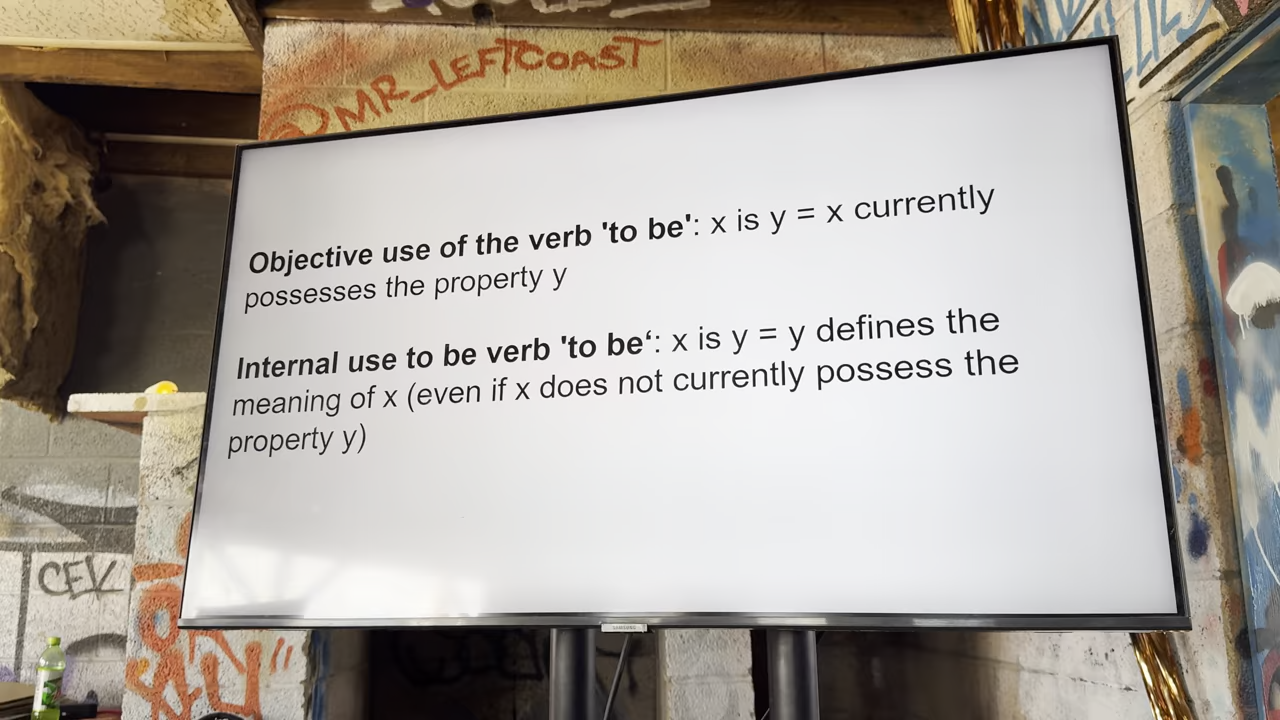 @MR_LEFTCOAST
Objective use of the verb 'to be': x is y = x currently
possesses the property y
Internal use to be verb 'to be‘: x is y = y defines the
meaning of x (even if x does not currently possess the
property y)
SAMSUNG